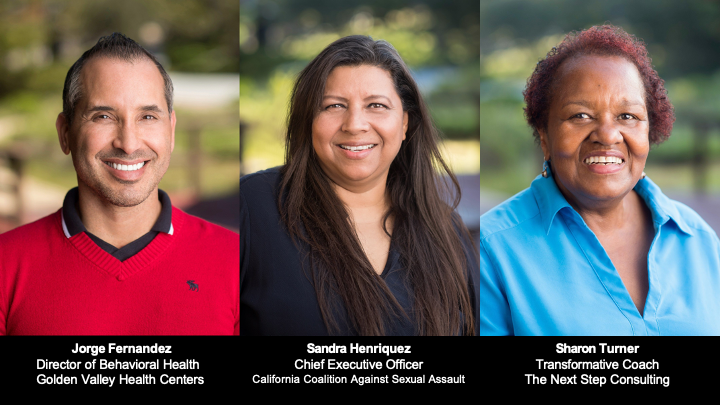 Jorge Fernandez
Director of Behavioral Health
Golden Valley Health Centers
Sandra Henriquez
Chief Executive Officer
California Coalition Against Sexual Assault
Sharon Turner
Transformative Coach
The Next Step Consulting